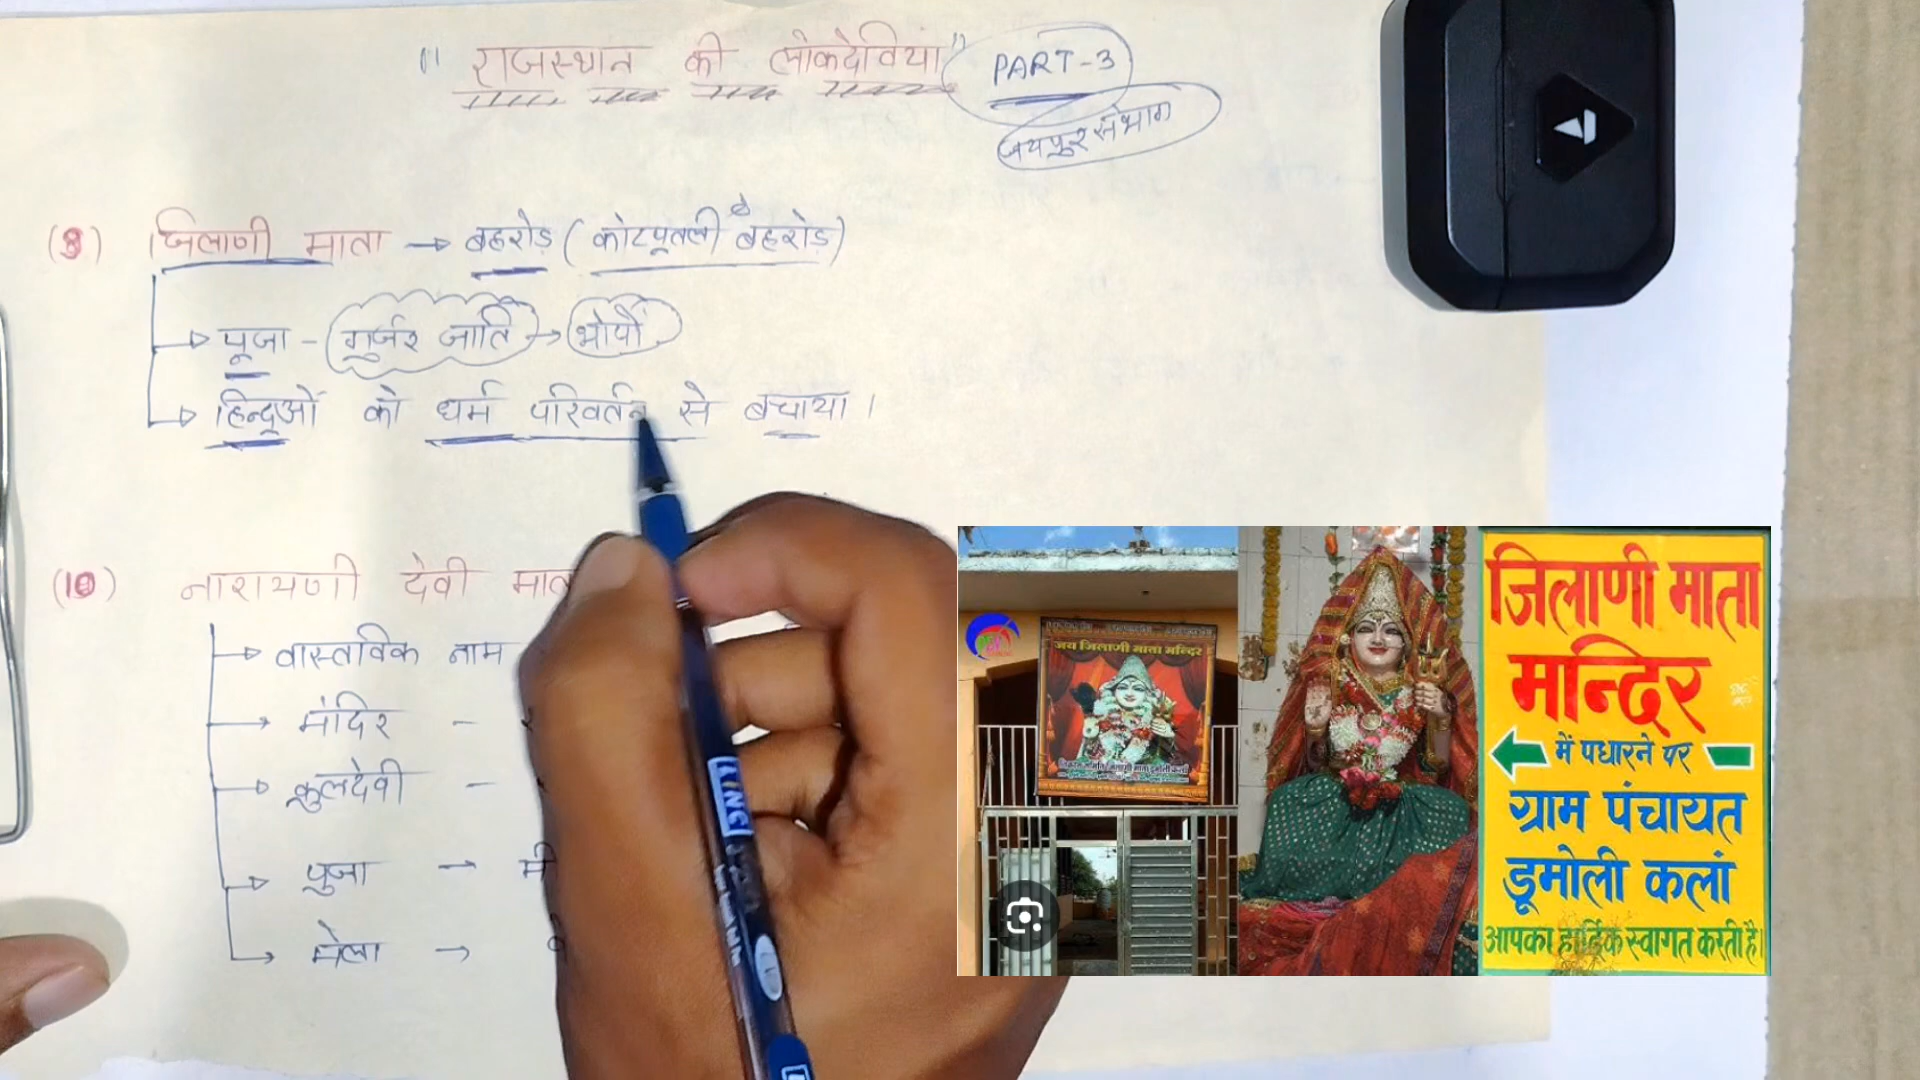 " राजस्थान की लोकदेवियां" PART-3
जयपुर संभाग
(9) जिलाणी माता → बहरोड़ (कोटपूतली बहरोड़)
पूजा - गुर्जर जाति → भोपों
हिन्दूओं को धर्म परिवर्तन से बचाया।
(10) नारायणी देवी
वास्तविक नाम
मंदिर -
कुलदेवी -
पुजा →
मेला →
KING
जय जिलाणी माता मन्दिर
जिलाणी माता
मन्दिर
में पधारने पर
ग्राम पंचायत
डूमोली कलां
आपका हार्दिक स्वागत करती है।